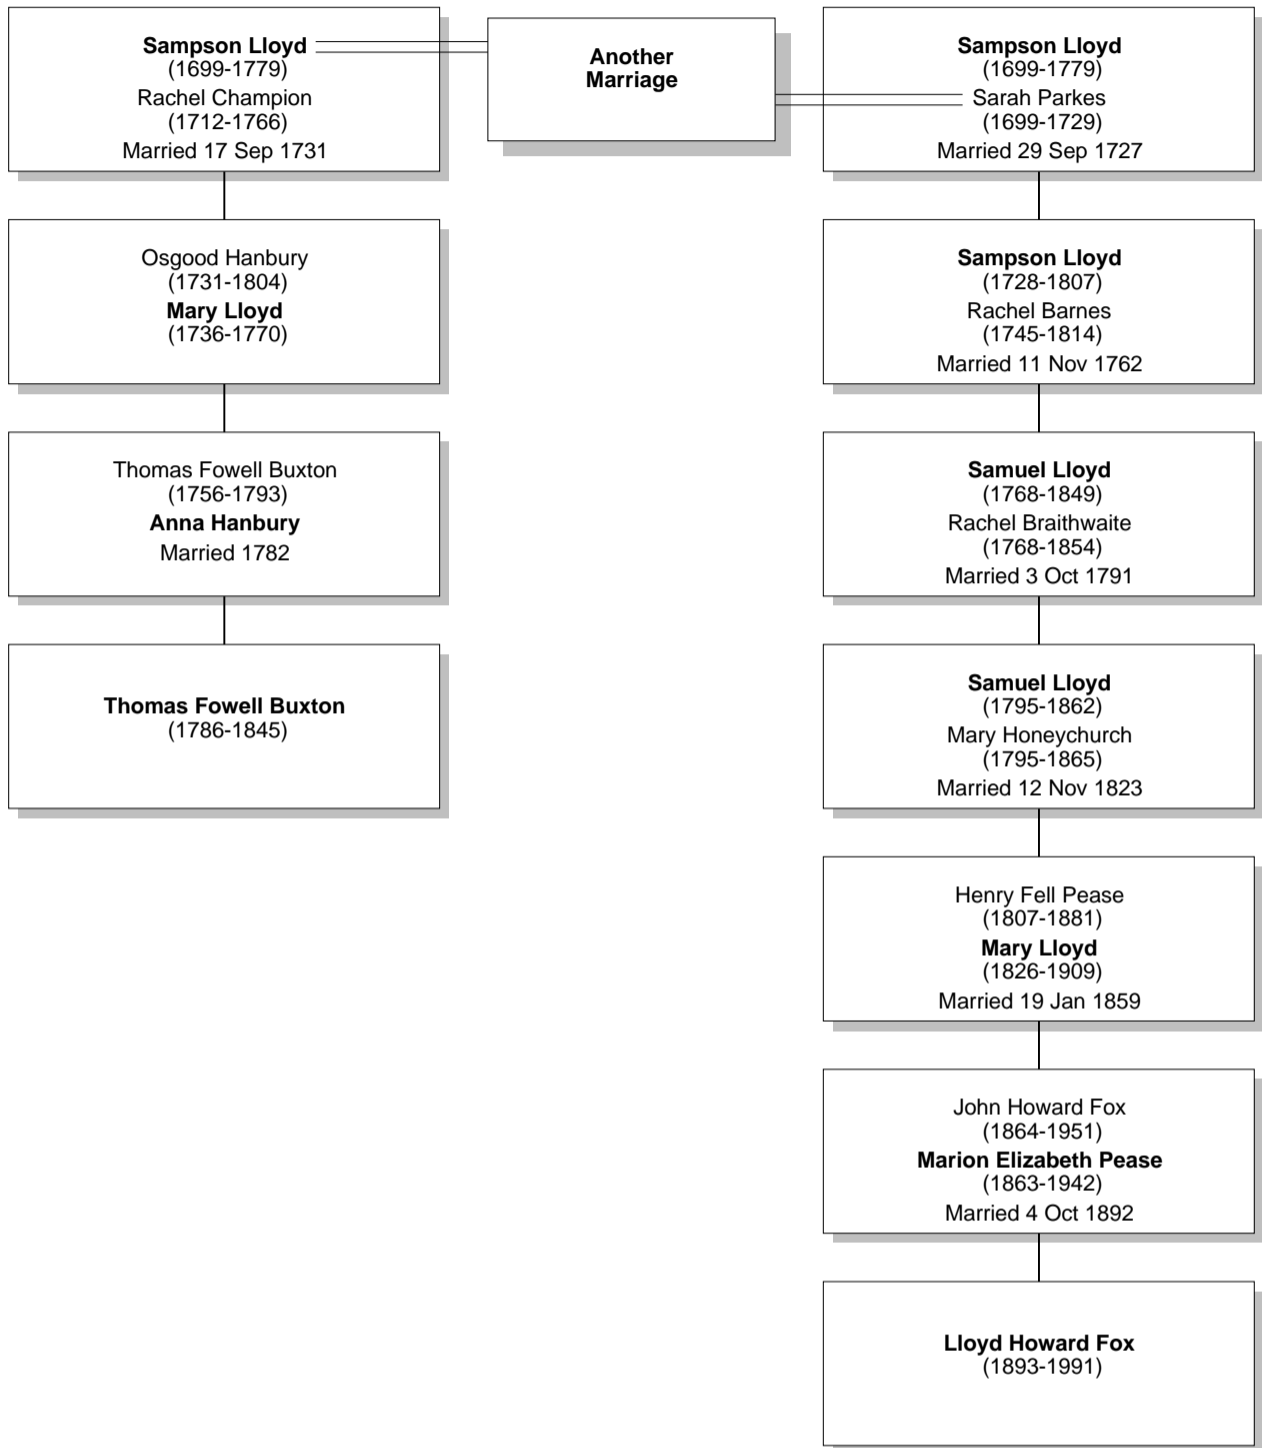 Sampson Lloyd
(1699-1779)
Rachel Champion
(1712-1766)
Married 17 Sep 1731
Another
Marriage
Sampson Lloyd
(1699-1779)
Sarah Parkes
(1699-1729)
Married 29 Sep 1727
Osgood Hanbury
(1731-1804)
Mary Lloyd
(1736-1770)
Sampson Lloyd
(1728-1807)
Rachel Barnes
(1745-1814)
Married 11 Nov 1762
Thomas Fowell Buxton
(1756-1793)
Anna Hanbury
Married 1782
Samuel Lloyd
(1768-1849)
Rachel Braithwaite
(1768-1854)
Married 3 Oct 1791
Thomas Fowell Buxton
(1786-1845)
Samuel Lloyd
(1795-1862)
Mary Honeychurch
(1795-1865)
Married 12 Nov 1823
Henry Fell Pease
(1807-1881)
Mary Lloyd
(1826-1909)
Married 19 Jan 1859
John Howard Fox
(1864-1951)
Marion Elizabeth Pease
(1863-1942)
Married 4 Oct 1892
Lloyd Howard Fox
(1893-1991)